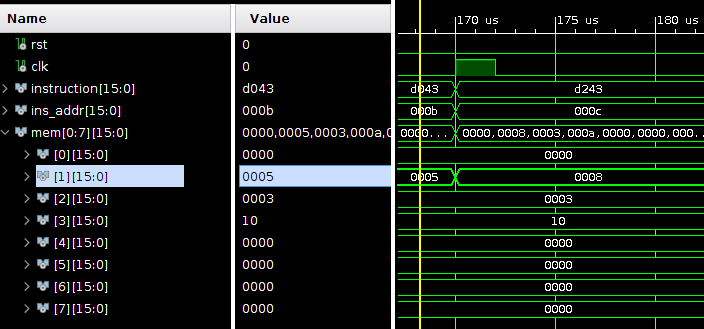 Name Value 170 us 175 us 180 us
rst 0
clk 0
instruction[15:0] d043 d043 d243
ins_addr[15:0] 000b 000b 000c
mem[0:7][15:0] 0000,0005,0003,000a,0 0000... 0000,0008,0003,000a,0000,0000,000...
[0][15:0] 0000 0000
[1][15:0] 0005 0005 0008
[2][15:0] 0003 0003
[3][15:0] 10 10
[4][15:0] 0000 0000
[5][15:0] 0000 0000
[6][15:0] 0000 0000
[7][15:0] 0000 0000